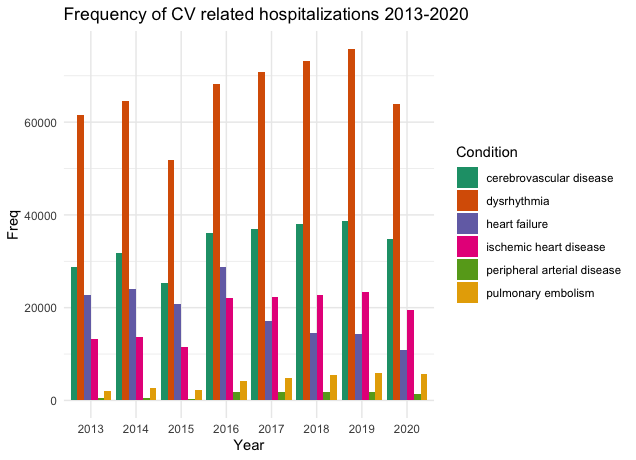 Frequency of CV related hospitalizations 2013-2020
Freq
60000
40000
20000
0
2013 2014 2015 2016 2017 2018 2019 2020
Year
Condition
cerebrovascular disease
dysrhythmia
heart failure
ischemic heart disease
peripheral arterial disease
pulmonary embolism